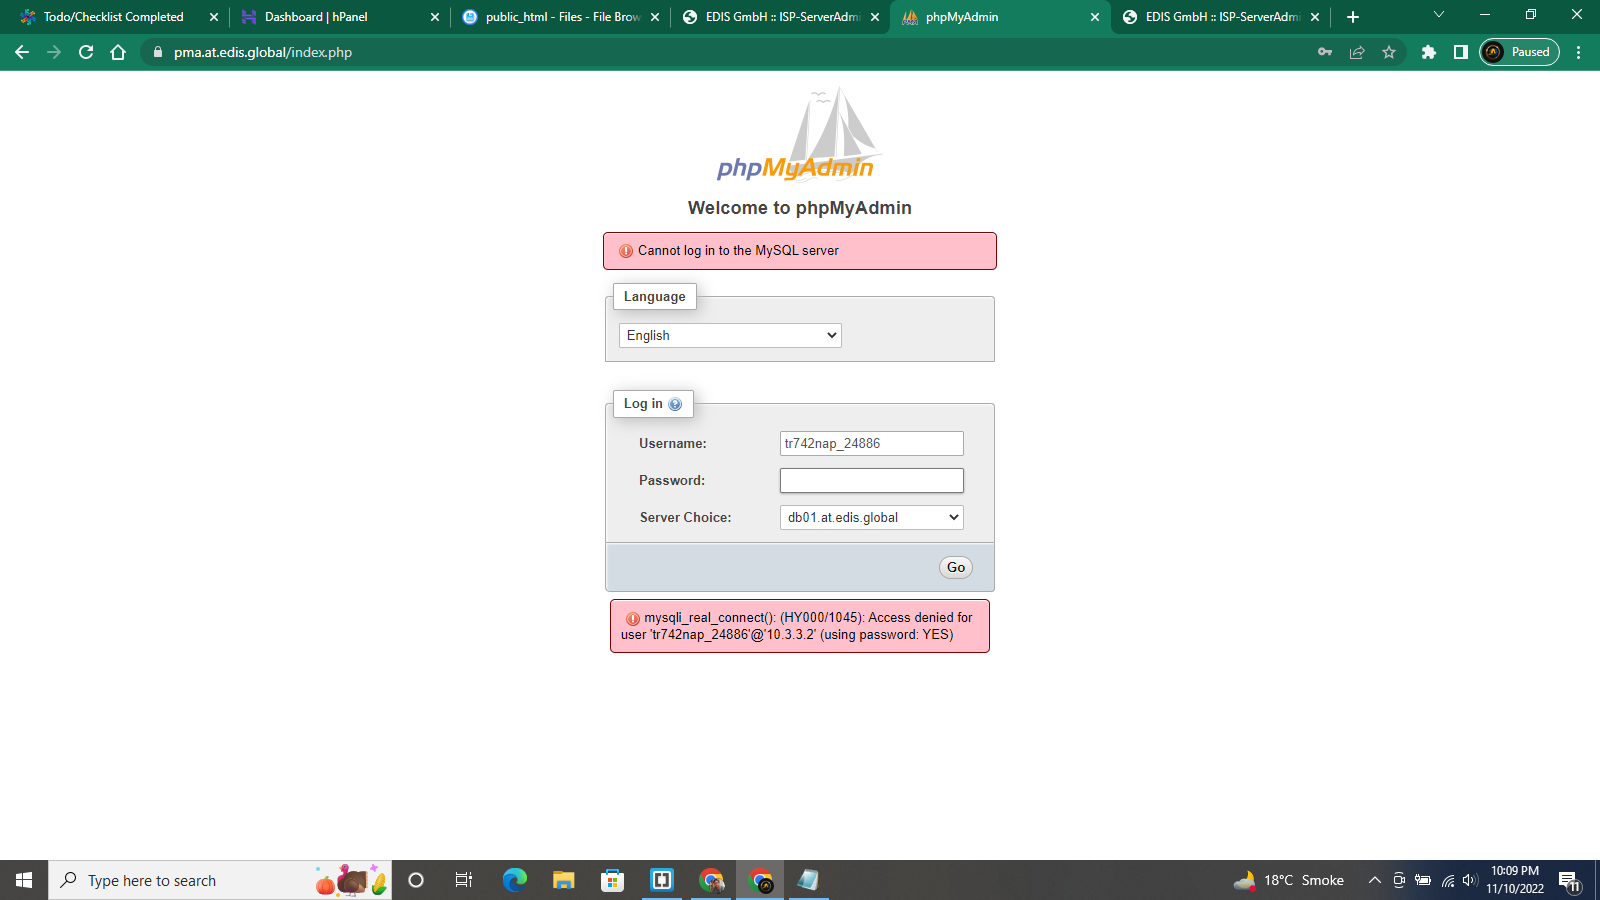 Todo/Checklist Completed
Dashboard | hPanel
public_html - Files - File Brow
EDIS GmbH :: ISP-ServerAdmi
phpMyAdmin
EDIS GmbH :: ISP-ServerAdmi
pma.at.edis.global/index.php
Paused
phpMyAdmin
Welcome to phpMyAdmin
Cannot log in to the MySQL server
Language
English
Log in
Username:
tr742nap_24886
Password:
Server Choice:
db01.at.edis.global
Go
mysqli_real_connect(): (HY000/1045): Access denied for
user 'tr742nap_24886'@'10.3.3.2' (using password: YES)
Type here to search
18°C Smoke
10:09 PM
11/10/2022
11